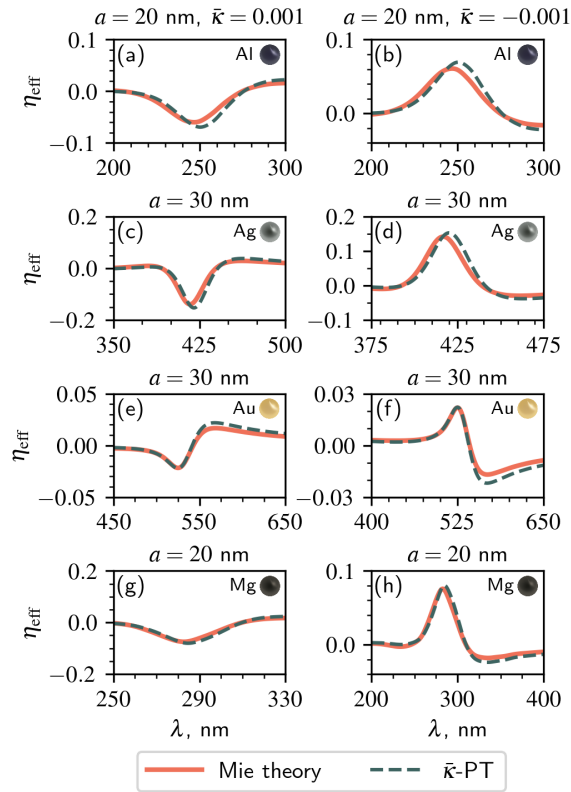 a = 20 nm, κ̄ = 0.001
a = 20 nm, κ̄ = −0.001
(a) Al
0.1
0.0
−0.1
η_eff
200 250 300
(b) Al
0.1
0.0
200 250 300
a = 30 nm
a = 30 nm
(c) Ag
0.2
0.0
−0.2
η_eff
350 425 500
(d) Ag
0.2
0.1
0.0
−0.1
375 425 475
a = 30 nm
a = 30 nm
(e) Au
0.05
0.00
−0.05
η_eff
450 550 650
(f) Au
0.03
0.00
−0.03
400 525 650
a = 20 nm
a = 20 nm
(g) Mg
0.2
0.0
−0.2
η_eff
250 290 330
λ, nm
(h) Mg
0.1
0.0
200 300 400
λ, nm
Mie theory
κ̄-PT